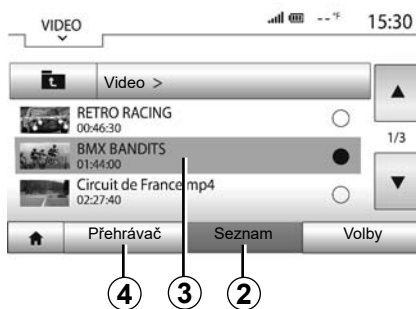 VIDEO
--°F 15:30
Video >
RETRO RACING
00:46:30
BMX BANDITS
01:44:00
1/3
Circuit de France mp4
02:27:40
Přehrávač Seznam Volby
4 3 2